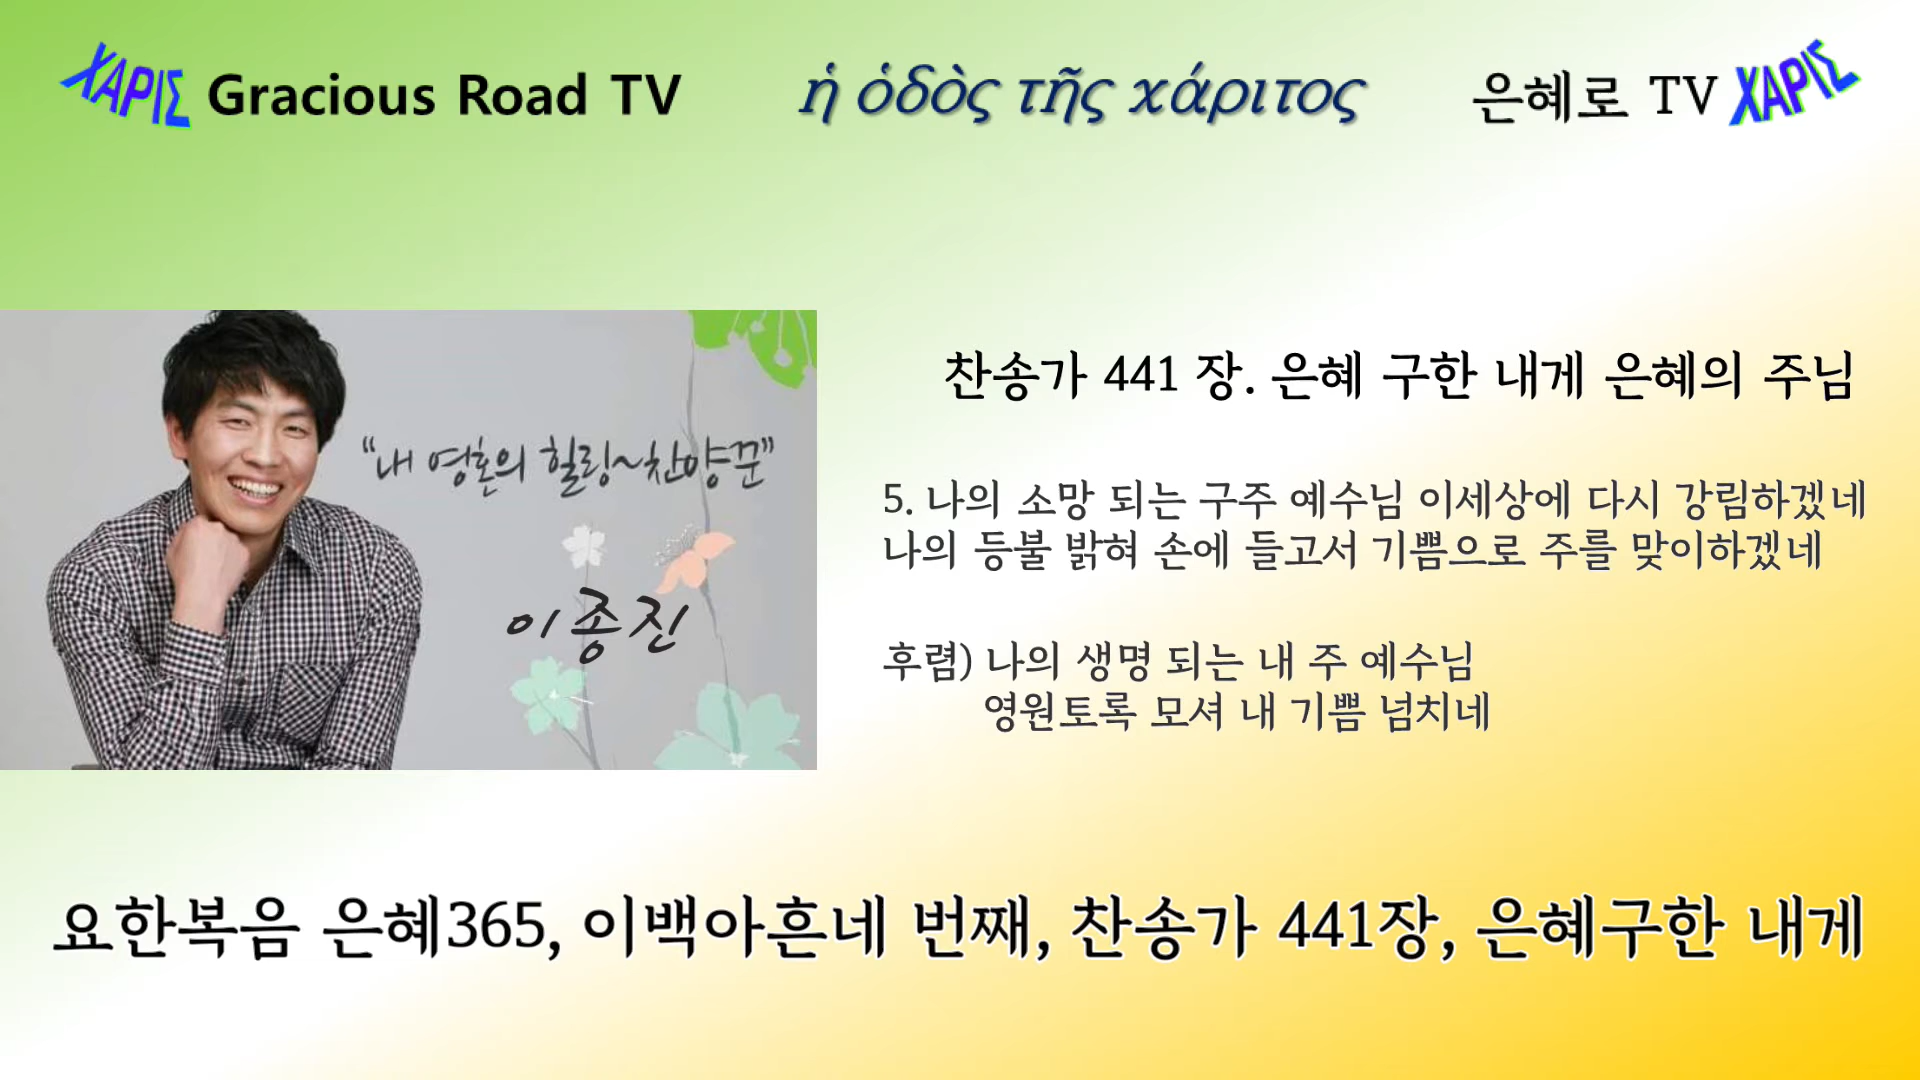 ΧΑΡΙΣ Gracious Road TV ἡ ὁδὸς τῆς χάριτος 은혜로 TV ΧΑΡΙΣ
"내 영혼의 힐링~찬양꾼"
이종진
찬송가 441 장. 은혜 구한 내게 은혜의 주님
5. 나의 소망 되는 구주 예수님 이세상에 다시 강림하겠네
나의 등불 밝혀 손에 들고서 기쁨으로 주를 맞이하겠네
후렴) 나의 생명 되는 내 주 예수님
영원토록 모셔 내 기쁨 넘치네
요한복음 은혜365, 이백아흔네 번째, 찬송가 441장, 은혜구한 내게